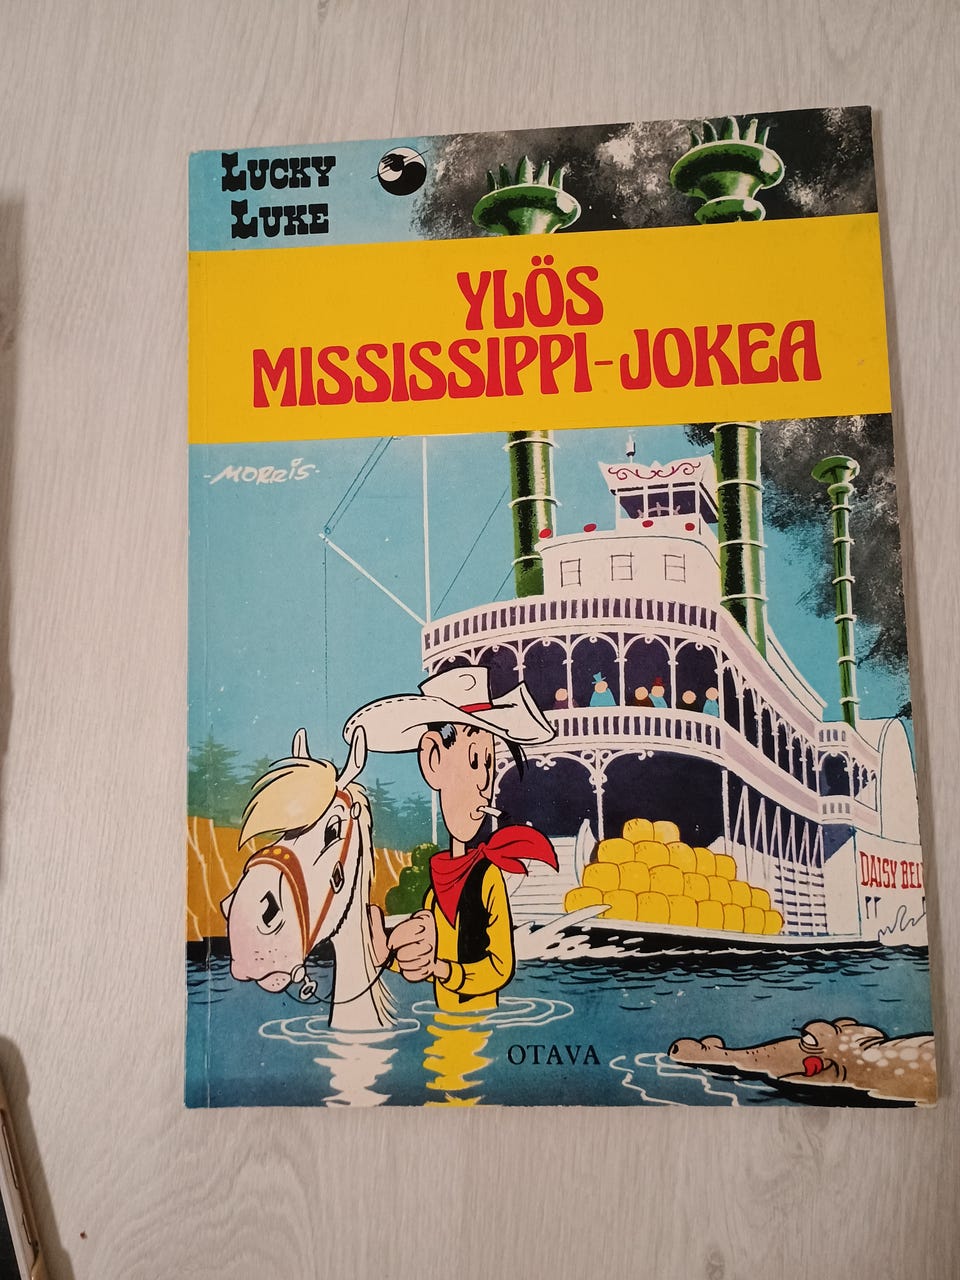 LUCKY
LUKE
YLÖS
MISSISSIPPI-JOKEA
-MORRIS-
DAISY BEL
OTAVA